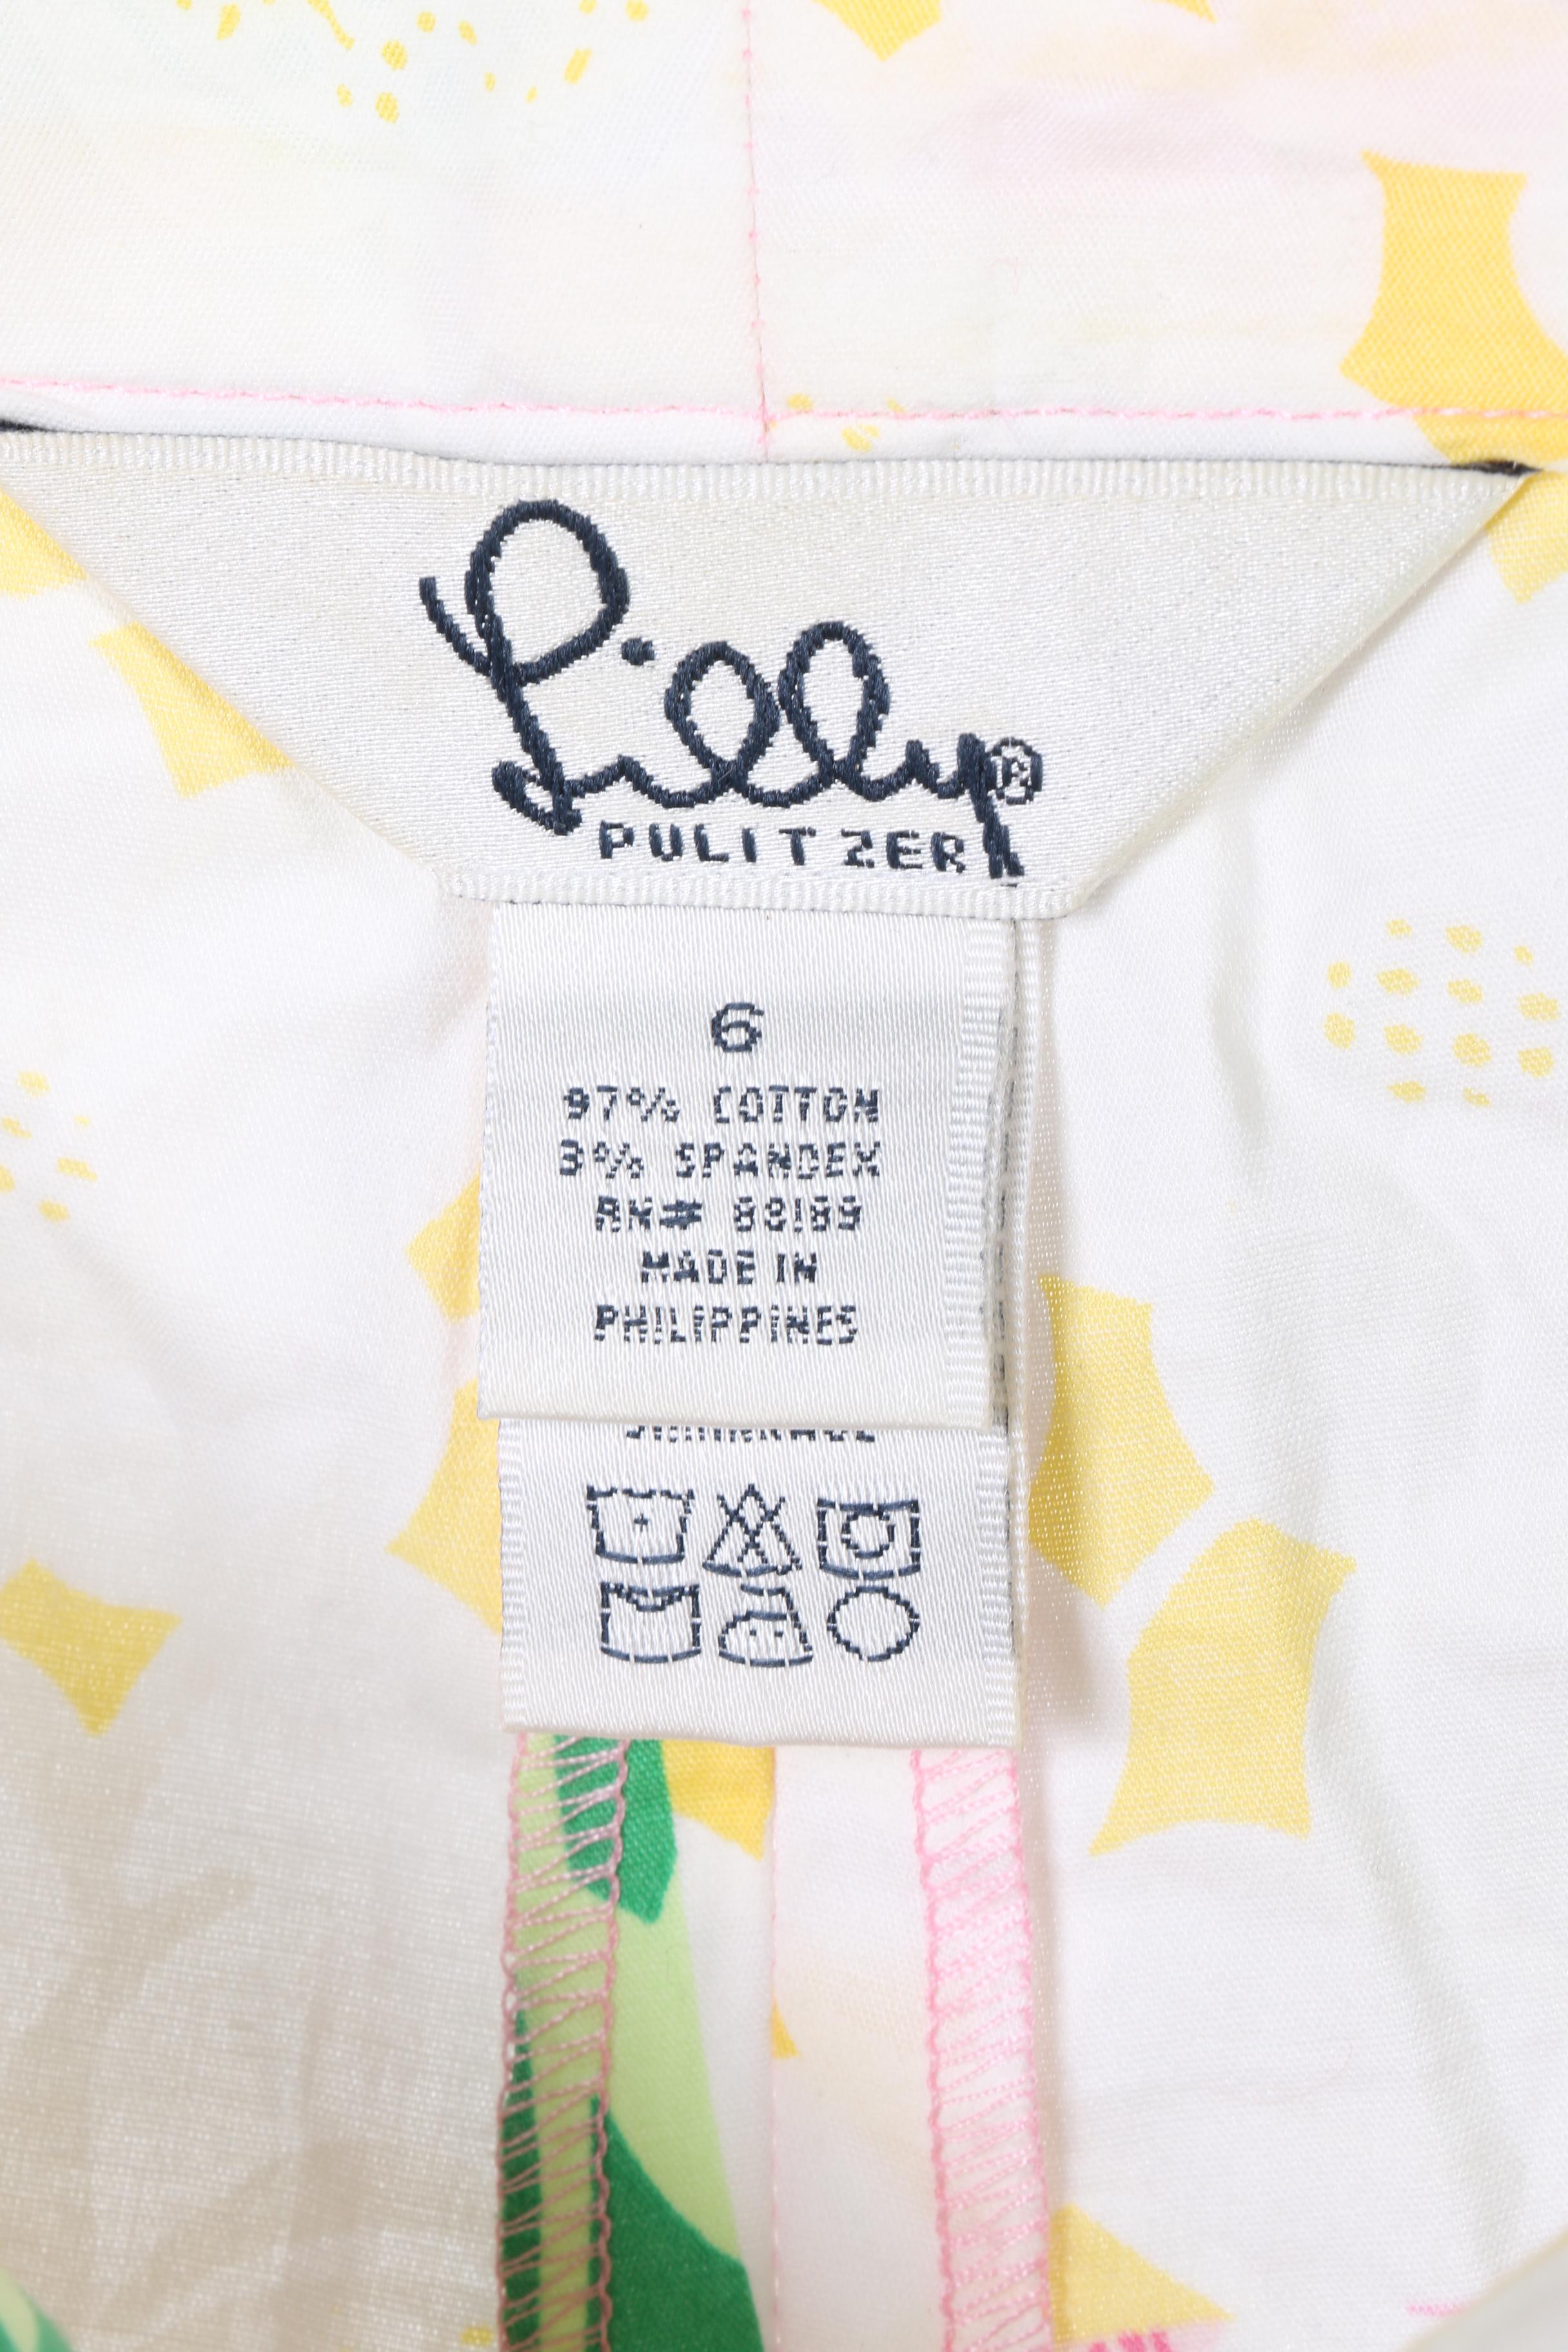 Lilly®
PULITZER
6
97% COTTON
3% SPANDEX
RN# 88189
MADE IN
PHILIPPINES